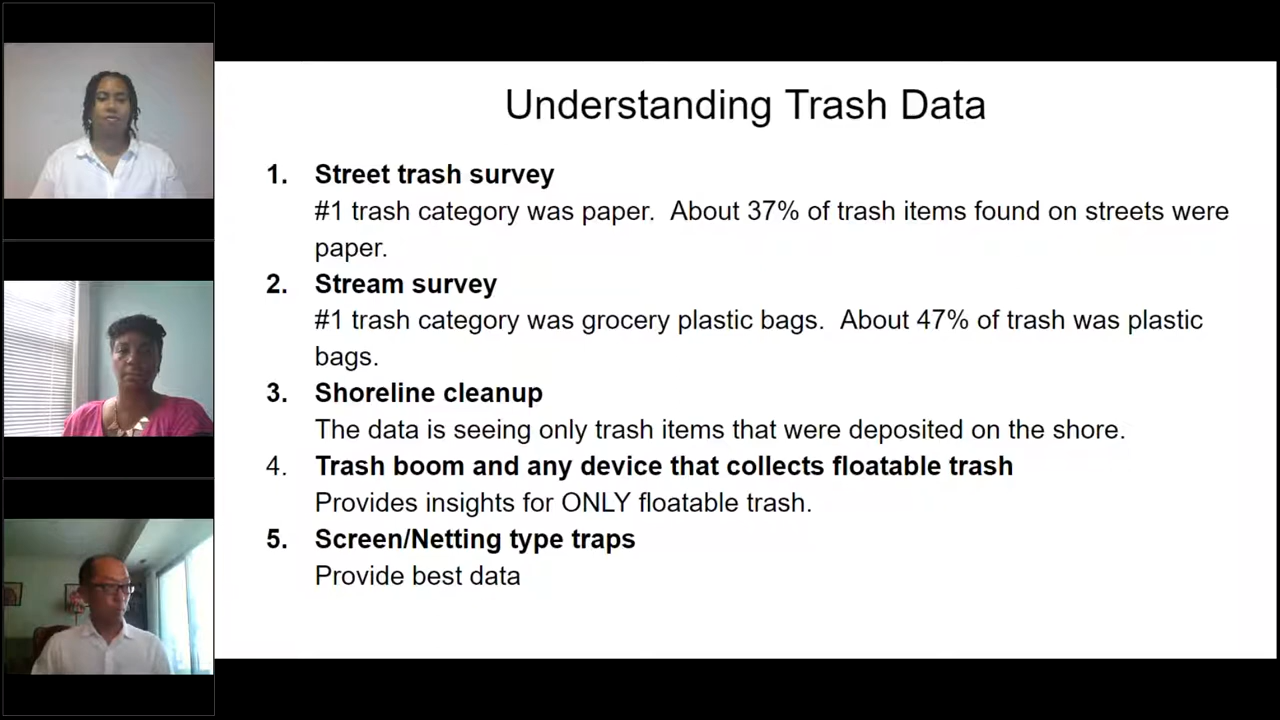 Understanding Trash Data
1. Street trash survey
#1 trash category was paper.  About 37% of trash items found on streets were
paper.
2. Stream survey
#1 trash category was grocery plastic bags.  About 47% of trash was plastic
bags.
3. Shoreline cleanup
The data is seeing only trash items that were deposited on the shore.
4. Trash boom and any device that collects floatable trash
Provides insights for ONLY floatable trash.
5. Screen/Netting type traps
Provide best data